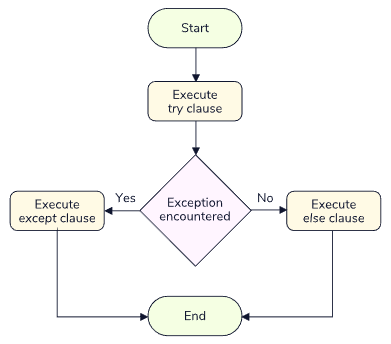 Start
Execute
try clause
Exception
encountered
Yes
No
Execute
except clause
Execute
else clause
End